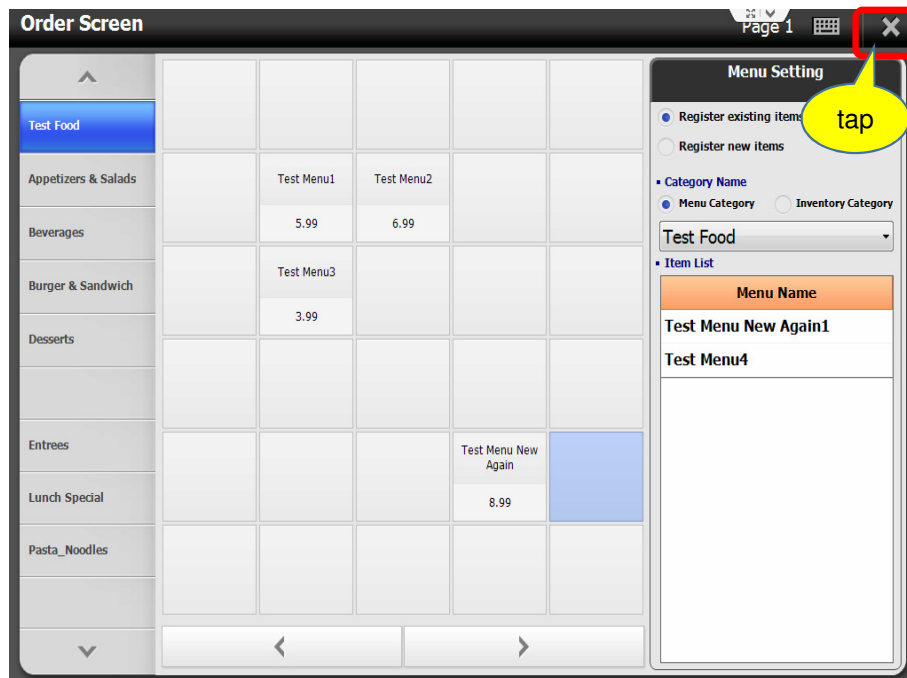 Order Screen
Page 1
Test Food
Appetizers & Salads
Beverages
Burger & Sandwich
Desserts
Entrees
Lunch Special
Pasta_Noodles
Test Menu1
5.99
Test Menu2
6.99
Test Menu3
3.99
Test Menu New
Again
8.99
Menu Setting
tap
Register existing items
Register new items
Category Name
Menu Category
Inventory Category
Test Food
Item List
Menu Name
Test Menu New Again1
Test Menu4